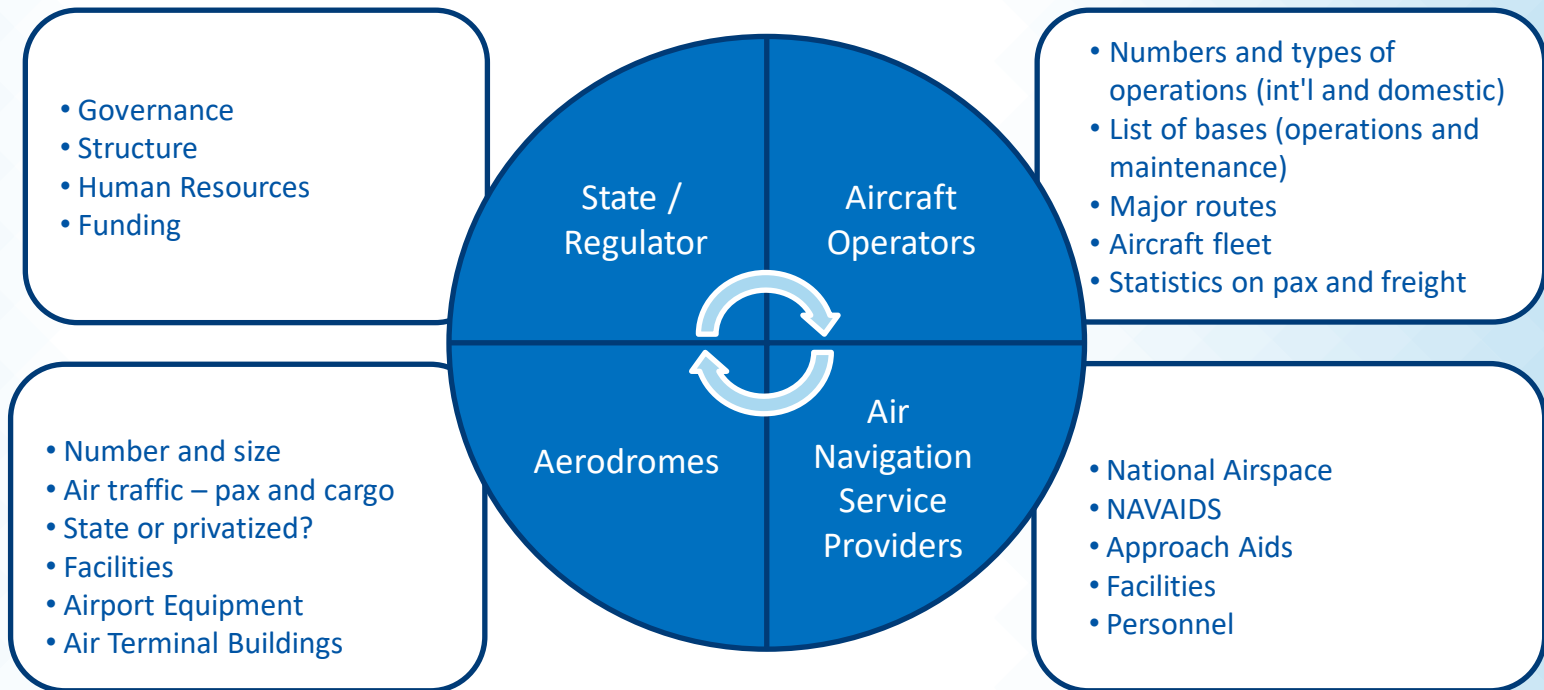 • Governance
• Structure
• Human Resources
• Funding
State /
Regulator
Aircraft
Operators
• Numbers and types of
operations (int'l and domestic)
• List of bases (operations and
maintenance)
• Major routes
• Aircraft fleet
• Statistics on pax and freight
• Number and size
• Air traffic – pax and cargo
• State or privatized?
• Facilities
• Airport Equipment
• Air Terminal Buildings
Aerodromes
Air
Navigation
Service
Providers
• National Airspace
• NAVAIDS
• Approach Aids
• Facilities
• Personnel